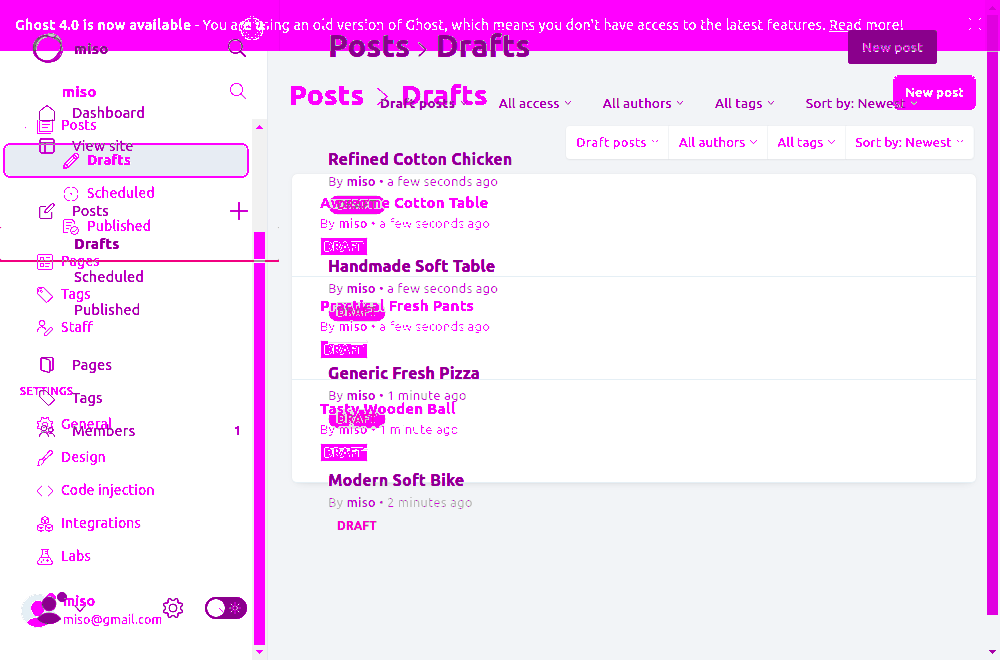 Ghost 4.0 is now available - You are using an old version of Ghost, which means you don't have access to the latest features. Read more!
miso
Posts > Drafts
New post
miso
Posts > Drafts
New post
Draft posts
All access
All authors
All tags
Sort by: Newest
Dashboard
Posts
View site
Drafts
Draft posts
All authors
All tags
Sort by: Newest
Scheduled
Posts
Published
Drafts
Pages
Scheduled
Tags
Published
Staff
Pages
SETTINGS
Tags
General
Members 1
Design
Code injection
Integrations
Labs
miso
miso@gmail.com
Refined Cotton Chicken
By miso • a few seconds ago
Awesome Cotton Table
By miso • a few seconds ago
DRAFT
Handmade Soft Table
By miso • a few seconds ago
Practical Fresh Pants
DRAFT
By miso • a few seconds ago
DRAFT
Generic Fresh Pizza
By miso • 1 minute ago
Tasty Wooden Ball
DRAFT
By miso • 1 minute ago
DRAFT
Modern Soft Bike
By miso • 2 minutes ago
DRAFT